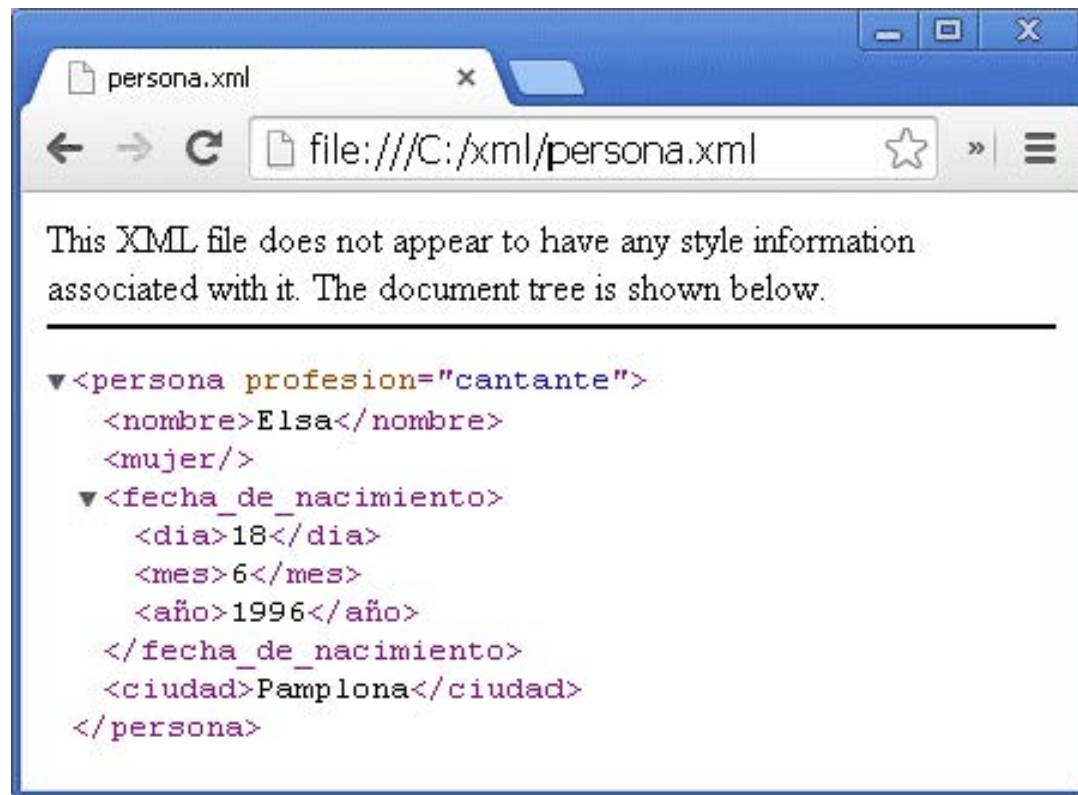 persona.xml
file:///C:/xml/persona.xml
This XML file does not appear to have any style information
associated with it. The document tree is shown below.
<persona profesion="cantante">
<nombre>Elsa</nombre>
<mujer/>
<fecha_de_nacimiento>
<dia>18</dia>
<mes>6</mes>
<año>1996</año>
</fecha_de_nacimiento>
<ciudad>Pamplona</ciudad>
</persona>